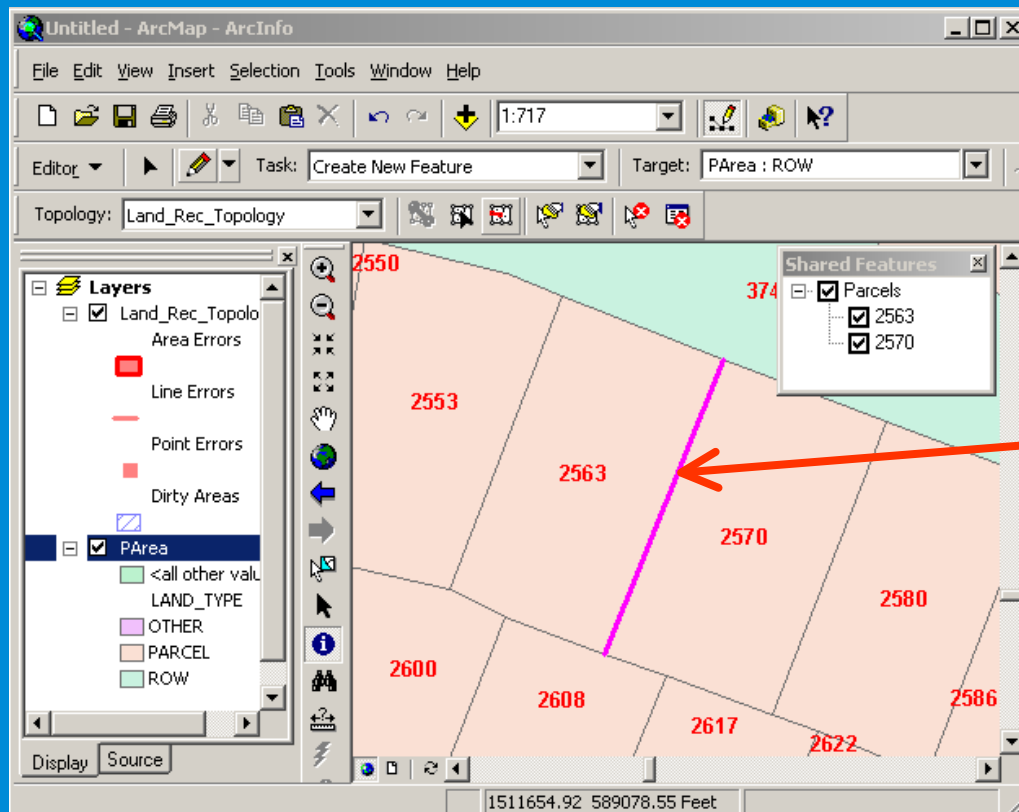 Untitled - ArcMap - ArcInfo
File Edit View Insert Selection Tools Window Help
1:717
Editor Task: Create New Feature Target: PArea : ROW
Topology: Land_Rec_Topology
Layers
Land_Rec_Topolo
Area Errors
Line Errors
Point Errors
Dirty Areas
PArea
<all other valu
LAND_TYPE
OTHER
PARCEL
ROW
Display Source
2550
374
Shared Features
Parcels
2563
2570
2553
2563
2570
2580
2600
2608
2617
2586
2622
1511654.92 589078.55 Feet